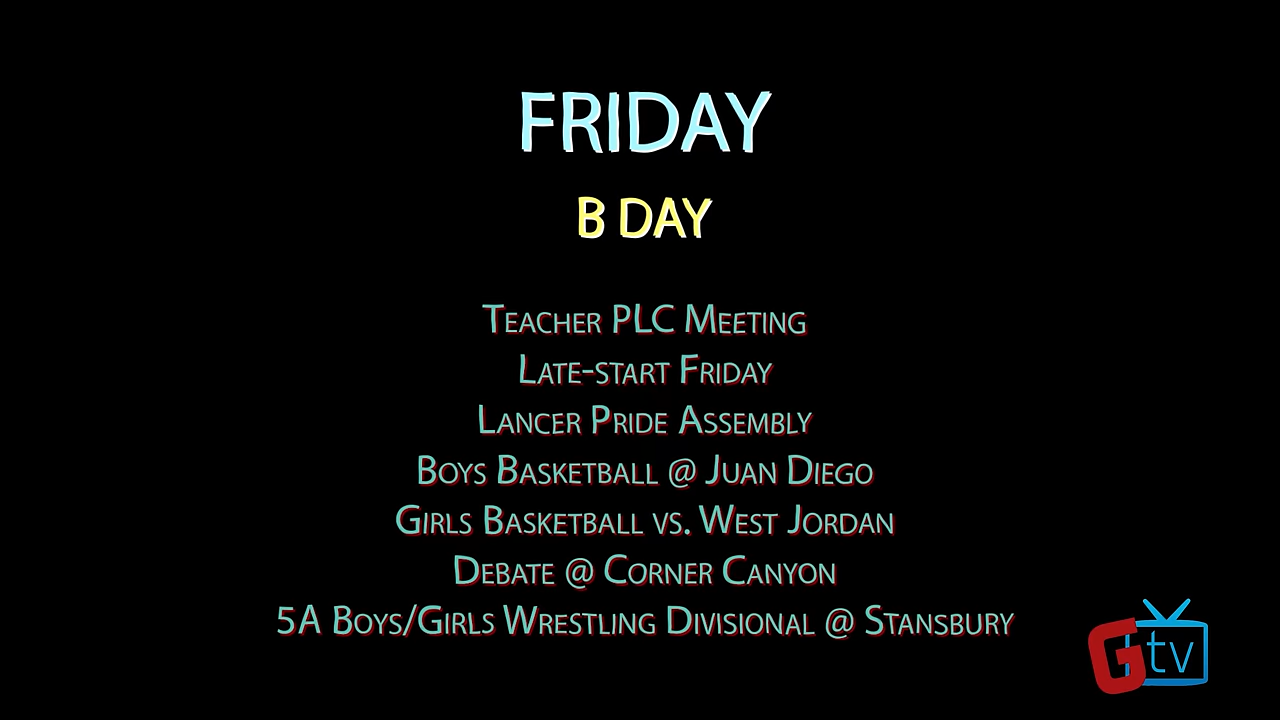 FRIDAY
B DAY
Teacher PLC Meeting
Late-start Friday
Lancer Pride Assembly
Boys Basketball @ Juan Diego
Girls Basketball vs. West Jordan
Debate @ Corner Canyon
5A Boys/Girls Wrestling Divisional @ Stansbury
Gtv